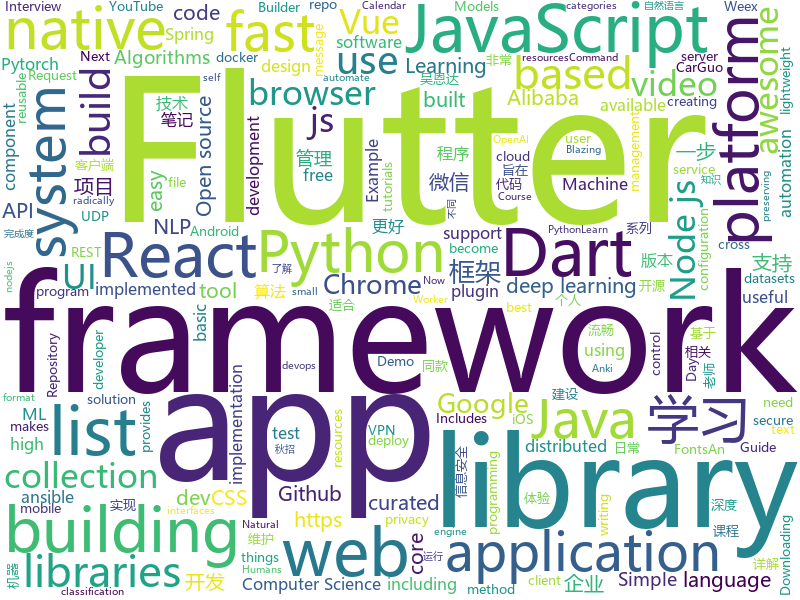 Interview
YouTube
Builder
repo
Calendar
categories
Models
Weex
自然语言
native
fast
Vue
JavaScript
code
Spring
message
software
Pytorch
Next
Algorithms
docker
Request
design
use
Learning
吴恩达
非常
resourcesCommand
server
CarGuo
automate
self
based
platform
awesome
lightweight
reusable
component
system
build
技术
笔记
browser
built
video
Alibaba
available
creating
js
管理
free
Example
程序
user
OpenAI
Blazing
management
一步
service
知识
客户端
file
easy
Open source
development
tutorials
微信
旨在
cloud
代码
Machine
automation
项目
Flutter
API
UDP
NLP
Android
更好
support
become
不同
Course
PythonLearn
系列
cross
preserving
radically
完成度
REST
React
Python
Dart
Node js
configuration
版本
支持
UI
Chrome
框架
plugin
deep learning
开源
个人
datasets
useful
nodejs
program
implemented
tool
了解
算法
适合
Now
small
Worker
best
流畅
基于
framework
Repository
developer
basic
implementation
Demo
同款
using
iOS
Anki
相关
Day
control
老师
format
ML
solution
list
app
devops
VPN
deploy
Google
建设
Java
学习
need
text
makes
high
provides
test
秋招
resources
Includes
secure
Guide
collection
ansible
dev
CSS
Github
curated
distributed
日常
FontsAn
mobile
实现
building
https
privacy
core
library
信息安全
programming
体验
深度
writing
课程
engine
Downloading
libraries
维护
Natural
things
Humans
web
运行
application
详解
机器
开发
including
client
企业
classification
Computer Science
interfaces
method
Simple
language